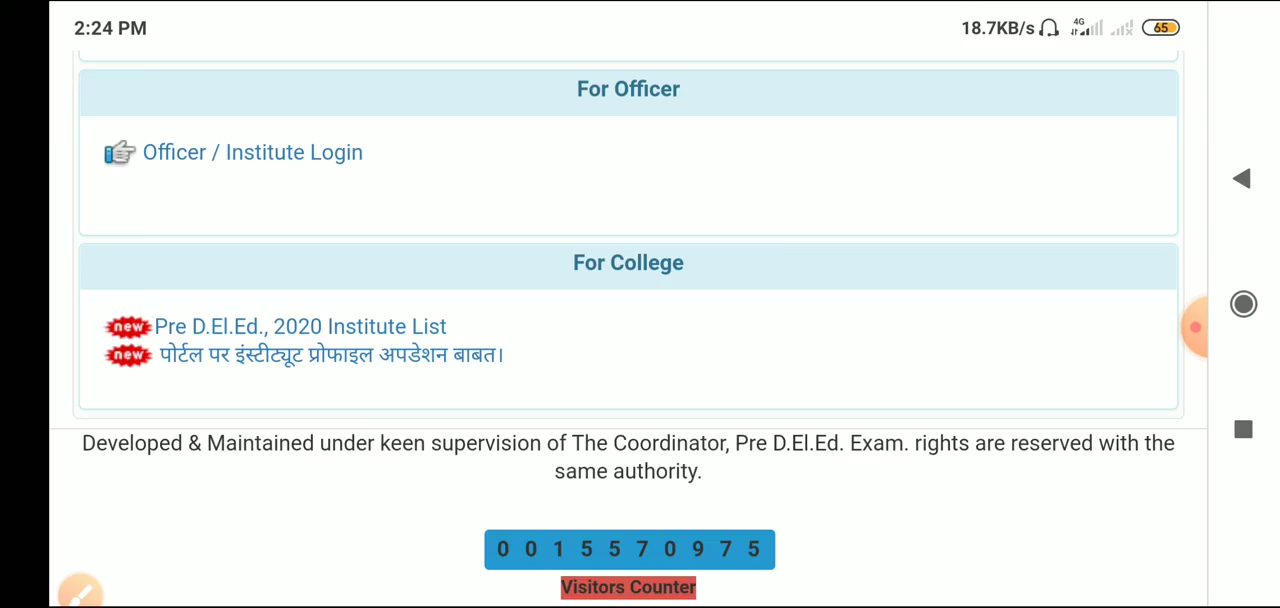 2:24 PM
18.7KB/s 4G 65
For Officer
Officer / Institute Login
For College
new Pre D.El.Ed., 2020 Institute List
new पोर्टल पर इंस्टीट्यूट प्रोफाइल अपडेशन बाबत।
Developed & Maintained under keen supervision of The Coordinator, Pre D.El.Ed. Exam. rights are reserved with the
same authority.
0 0 1 5 5 7 0 9 7 5
Visitors Counter